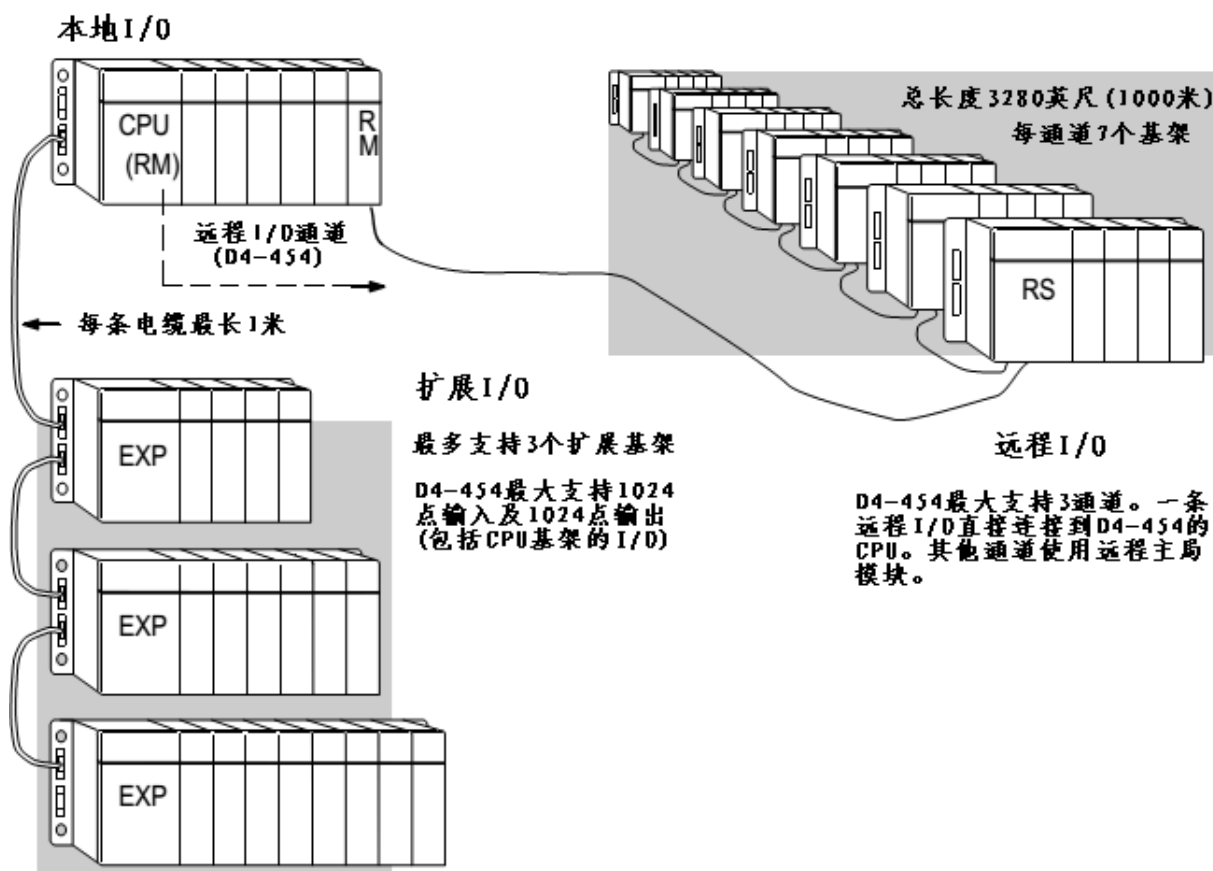 本地I/O
CPU
(RM)
RM
远程I/O通道
(D4-454)
每条电缆最长1米
总长度3280英尺(1000米)
每通道7个基架
RS
扩展I/O
最多支持3个扩展基架
D4-454最大支持1024
点输入及1024点输出
(包括CPU基架的I/O)
远程I/O
D4-454最大支持3通道。一条
远程I/O直接连接到D4-454的
CPU。其他通道使用远程主局
模块。
EXP
EXP
EXP